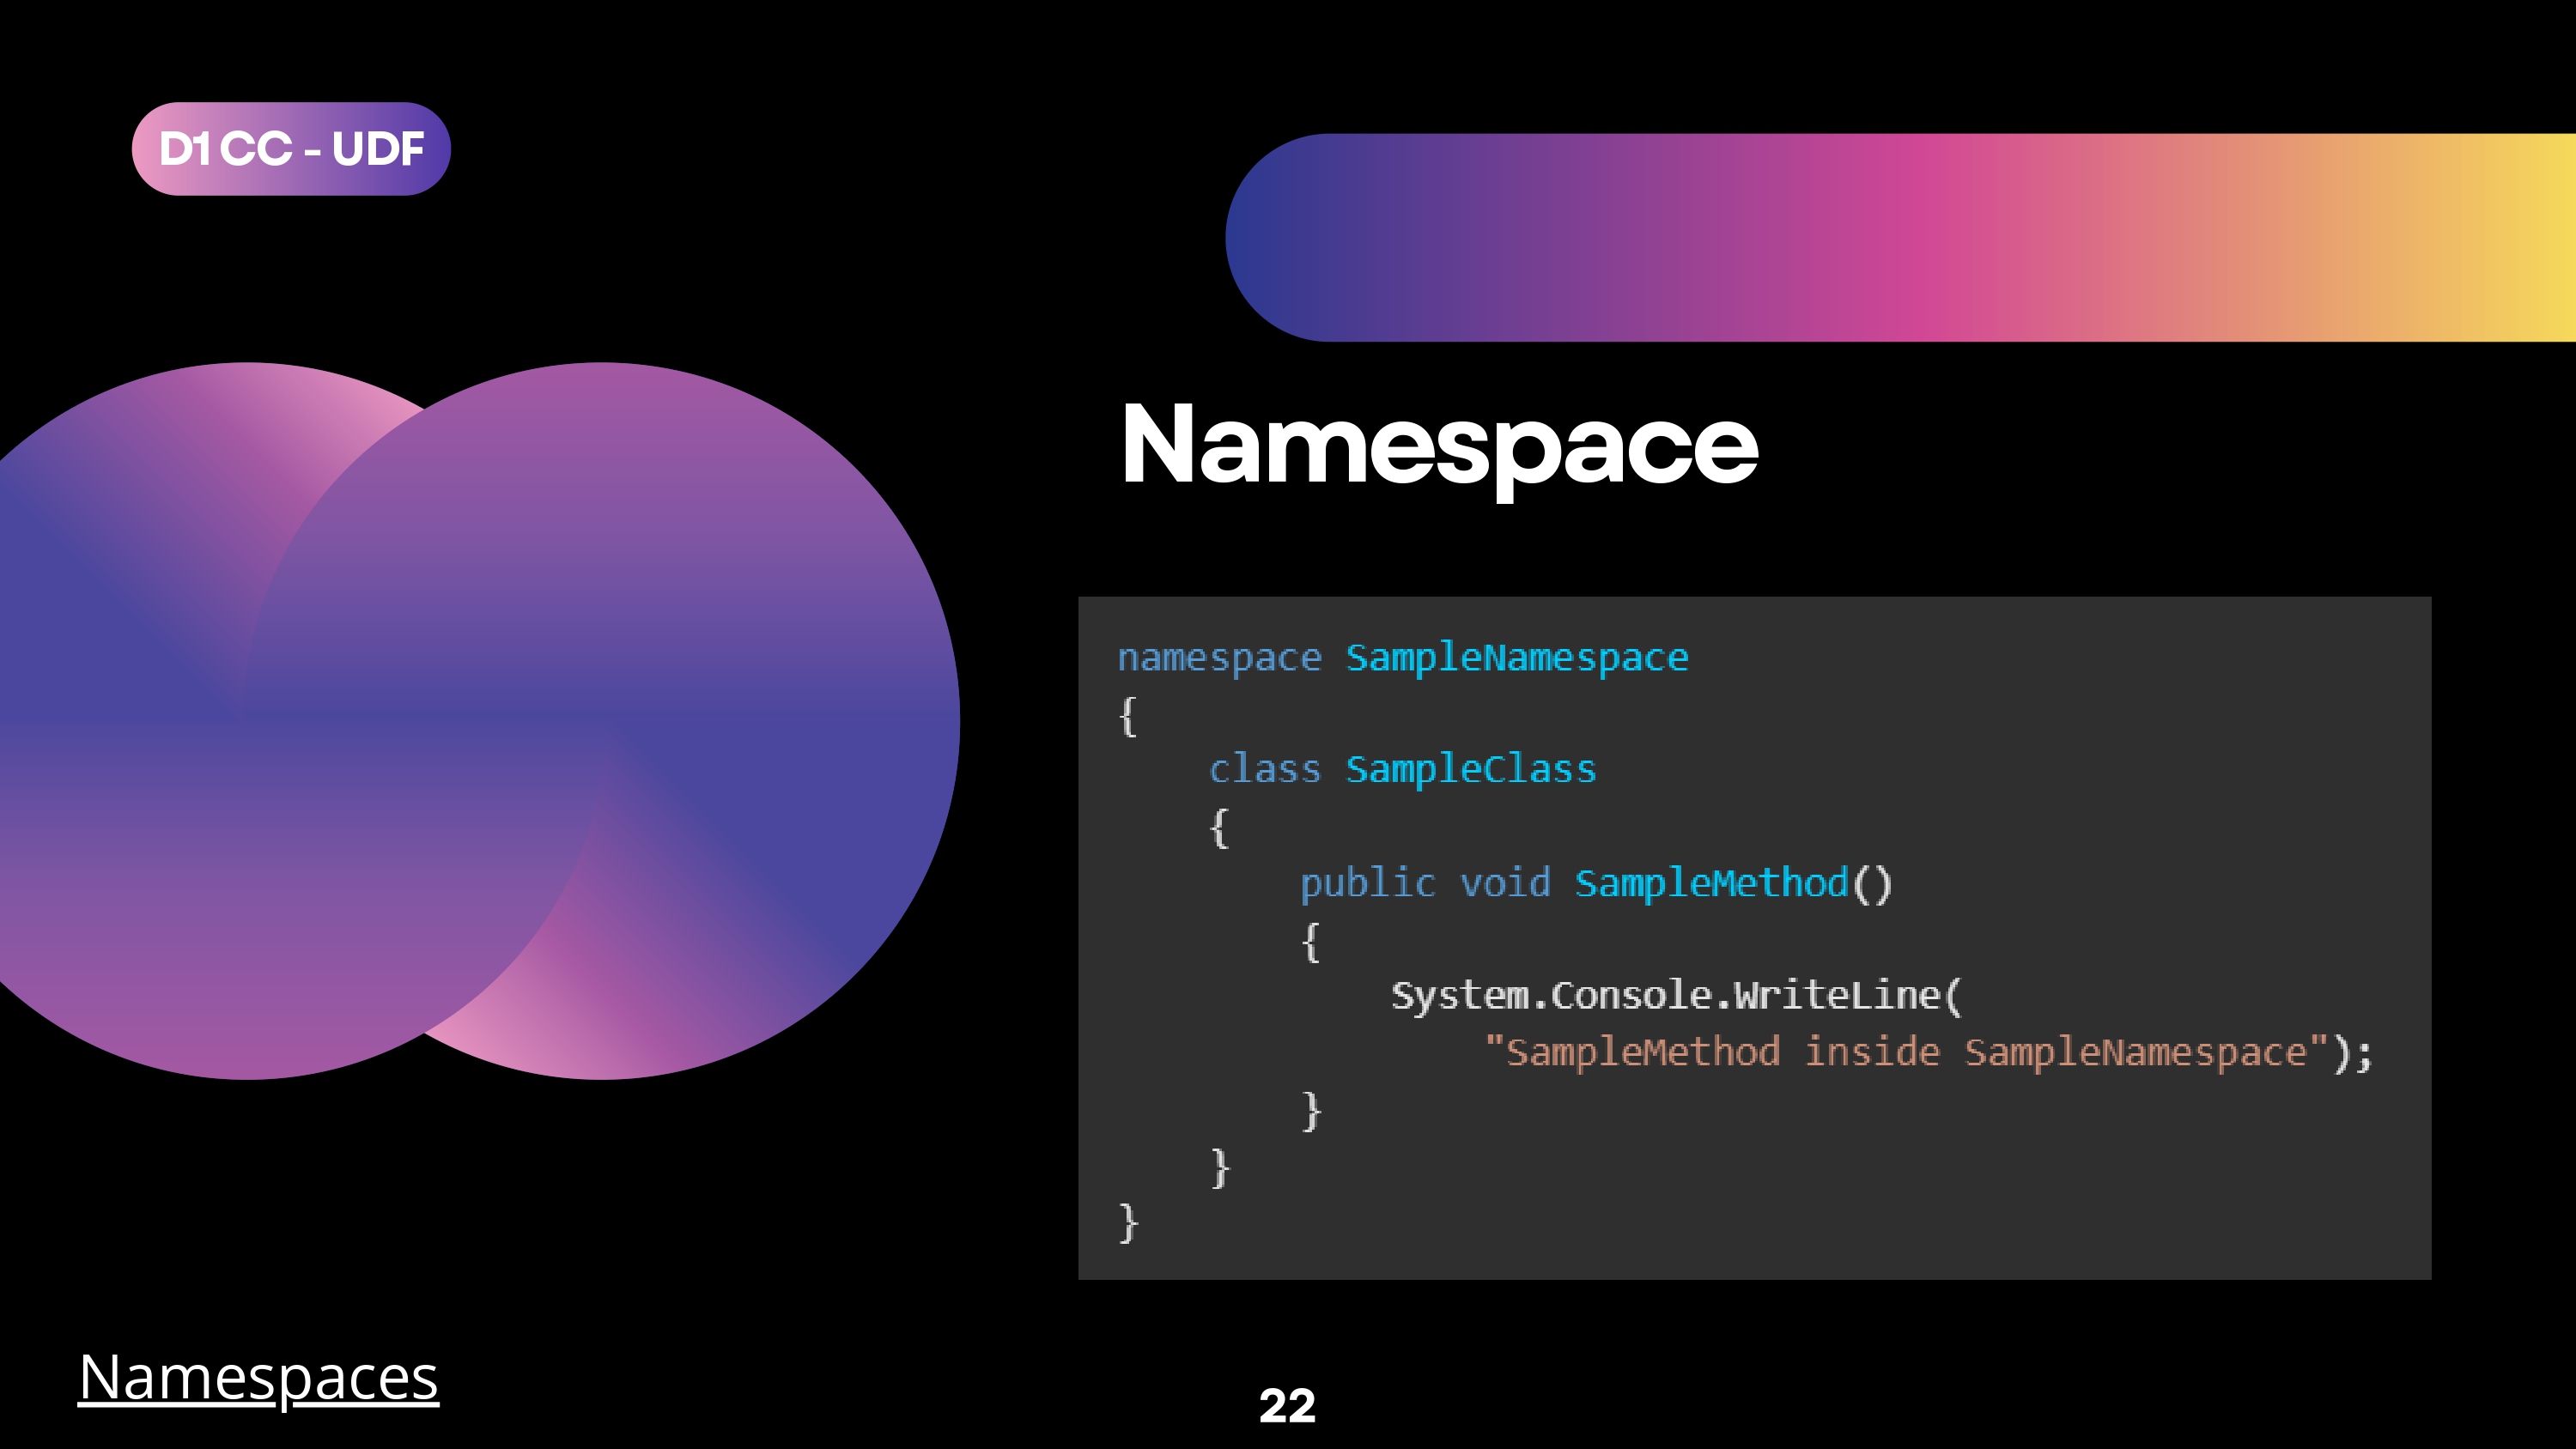 D1 CC - UDF
Namespace
namespace SampleNamespace
{
    class SampleClass
    {
        public void SampleMethod()
        {
            System.Console.WriteLine(
                "SampleMethod inside SampleNamespace");
        }
    }
}
Namespaces
22